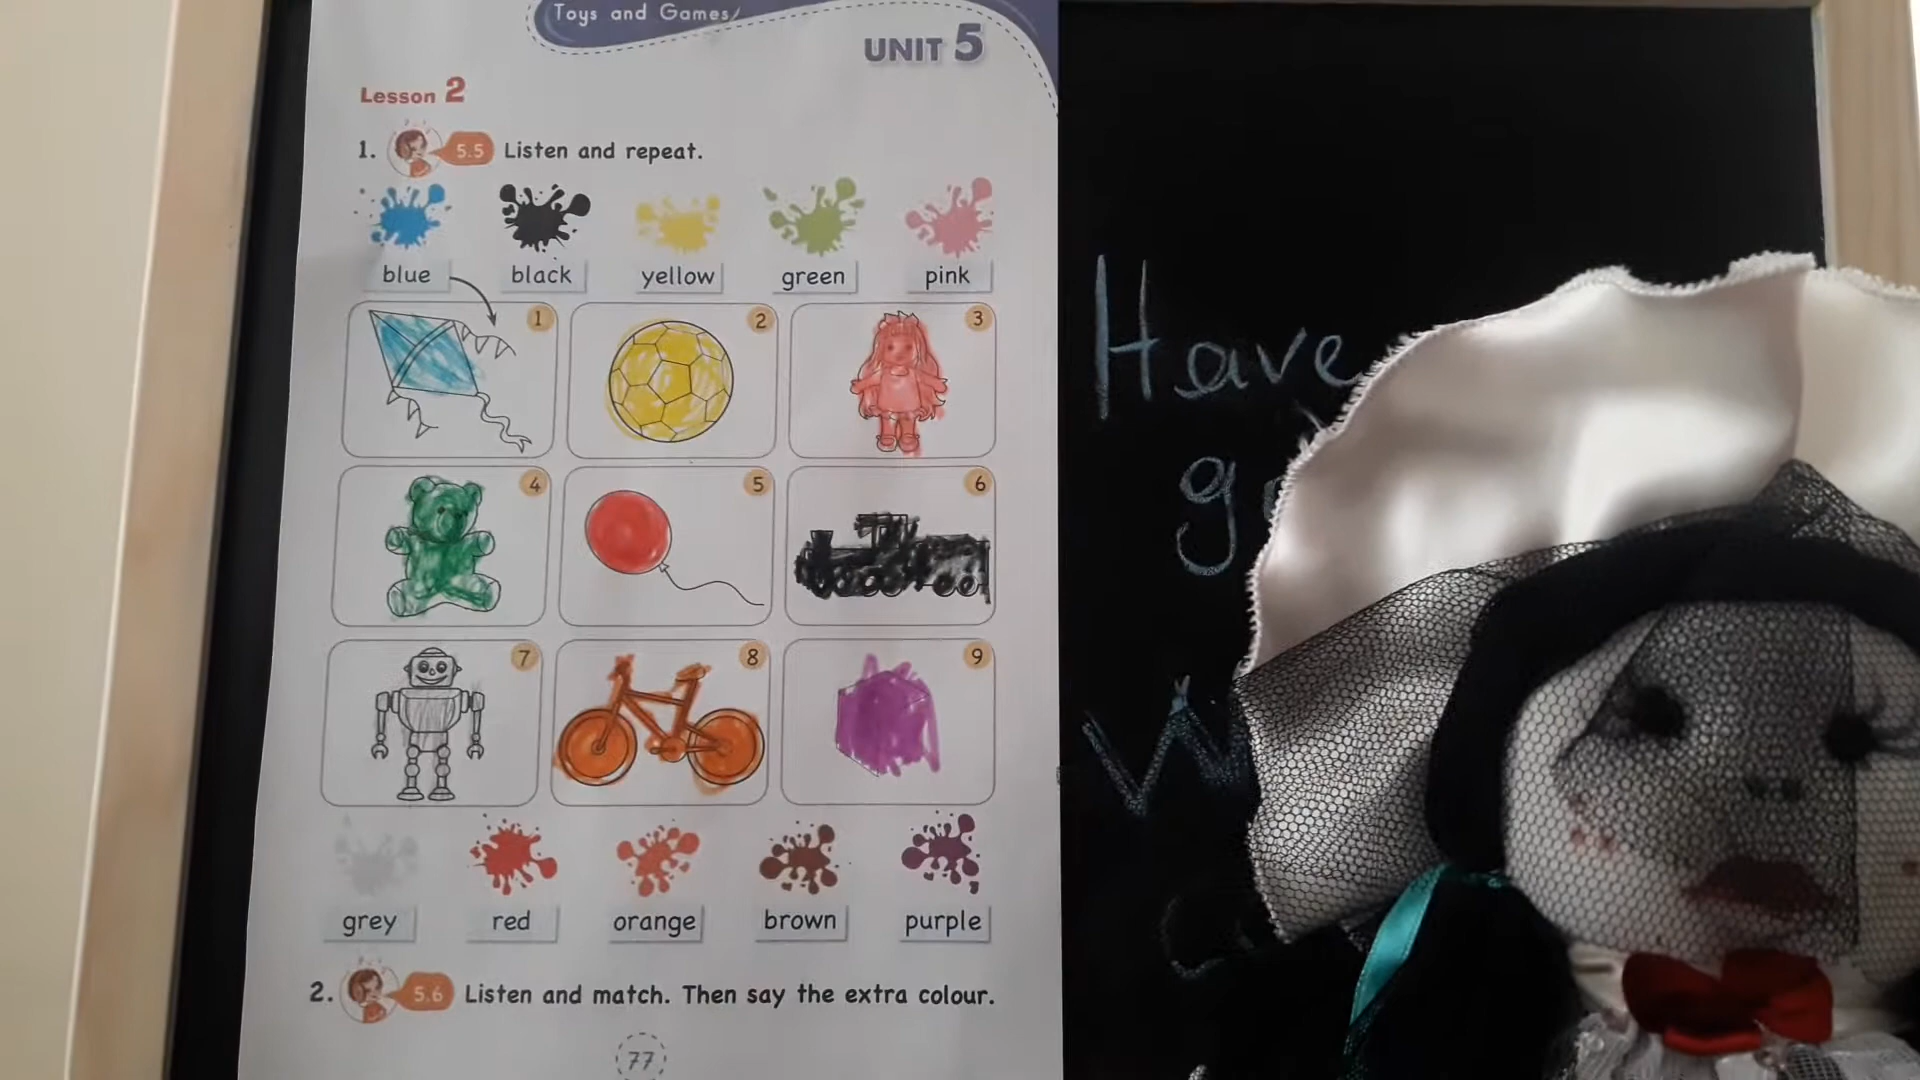 Toys and Games
UNIT 5
Lesson 2
1. 5.5 Listen and repeat.
blue black yellow green pink
1 2 3
4 5 6
7 8 9
grey red orange brown purple
2. 5.6 Listen and match. Then say the extra colour.
77
Have